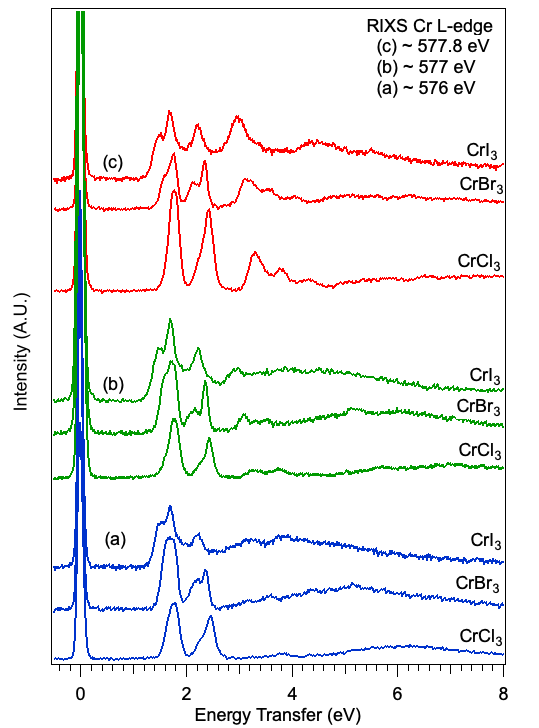 RIXS Cr L-edge
(c) ~ 577.8 eV
(b) ~ 577 eV
(a) ~ 576 eV
(c)
CrI₃
CrBr₃
CrCl₃
(b)
CrI₃
CrBr₃
CrCl₃
(a)
CrI₃
CrBr₃
CrCl₃
Intensity (A.U.)
0 2 4 6 8
Energy Transfer (eV)